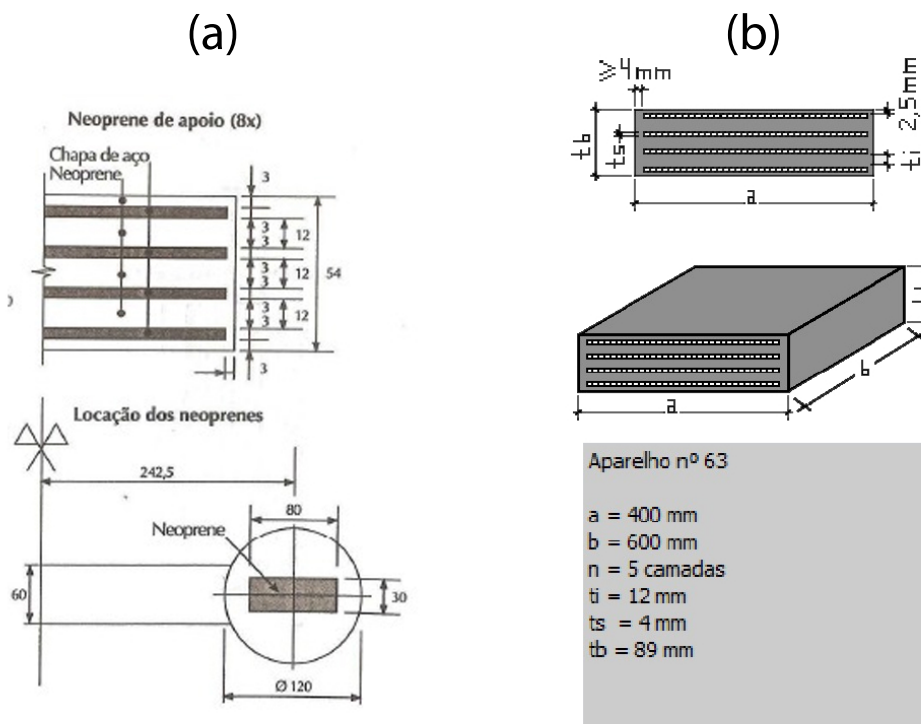 (a)
Neoprene de apoio (8x)
Chapa de aço
Neoprene
3
3
3
12
3
3
12
3
3
12
54
3
Locação dos neoprenes
242,5
80
Neoprene
60
30
Ø 120
(b)
>4mm
2,5mm
tb
ts
ti
a
b
a
Aparelho nº 63
a = 400 mm
b = 600 mm
n = 5 camadas
ti = 12 mm
ts = 4 mm
tb = 89 mm